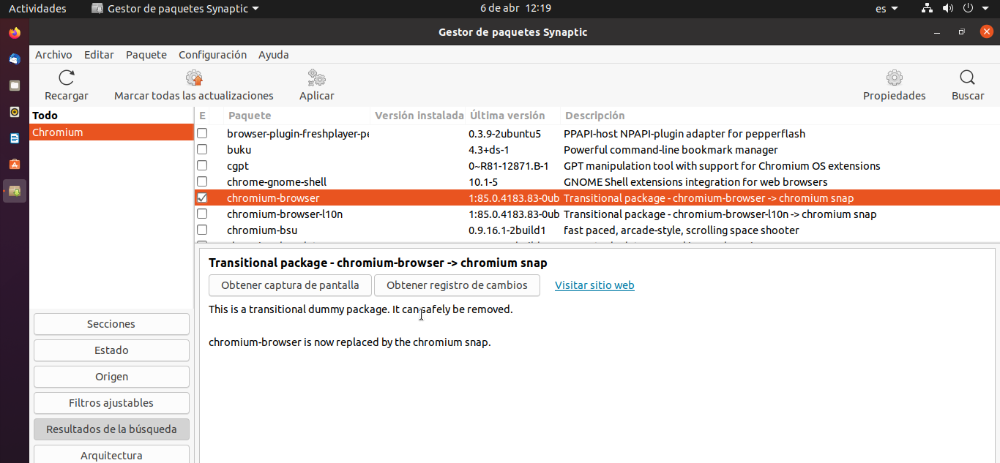 Actividades Gestor de paquetes Synaptic 6 de abr 12:19 es
Gestor de paquetes Synaptic
Archivo Editar Paquete Configuración Ayuda
Recargar Marcar todas las actualizaciones Aplicar Propiedades Buscar
Todo
Chromium
E Paquete Versión instalada Última versión Descripción
browser-plugin-freshplayer-pe 0.3.9-2ubuntu5 PPAPI-host NPAPI-plugin adapter for pepperflash
buku 4.3+ds-1 Powerful command-line bookmark manager
cgpt 0~R81-12871.B-1 GPT manipulation tool with support for Chromium OS extensions
chrome-gnome-shell 10.1-5 GNOME Shell extensions integration for web browsers
chromium-browser 1:85.0.4183.83-0ub Transitional package - chromium-browser -> chromium snap
chromium-browser-l10n 1:85.0.4183.83-0ub Transitional package - chromium-browser-l10n -> chromium snap
chromium-bsu 0.9.16.1-2build1 fast paced, arcade-style, scrolling space shooter
Transitional package - chromium-browser -> chromium snap
Obtener captura de pantalla Obtener registro de cambios Visitar sitio web
This is a transitional dummy package. It can safely be removed.
chromium-browser is now replaced by the chromium snap.
Secciones
Estado
Origen
Filtros ajustables
Resultados de la búsqueda
Arquitectura